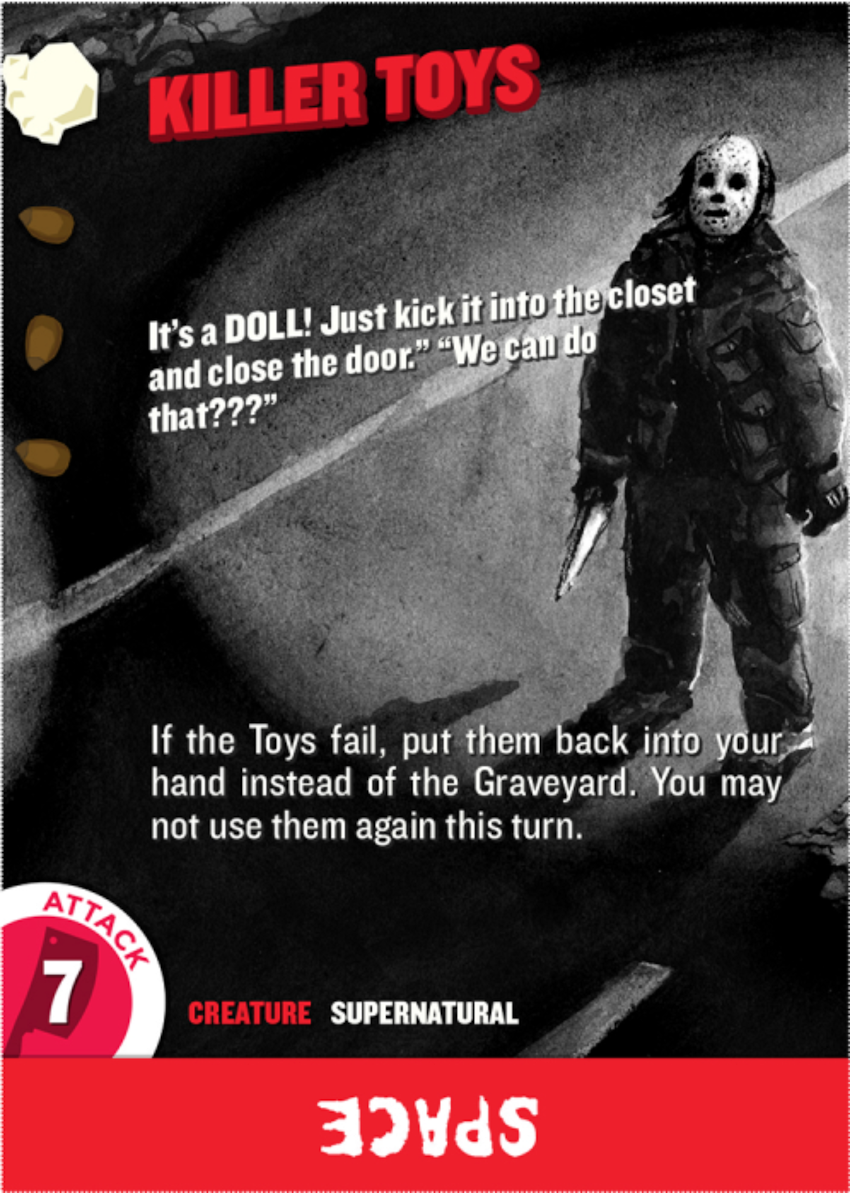 KILLER TOYS
It's a DOLL! Just kick it into the closet
and close the door.” “We can do
that???”
If the Toys fail, put them back into your
hand instead of the Graveyard. You may
not use them again this turn.
ATTACK
7
CREATURE SUPERNATURAL
SPACE